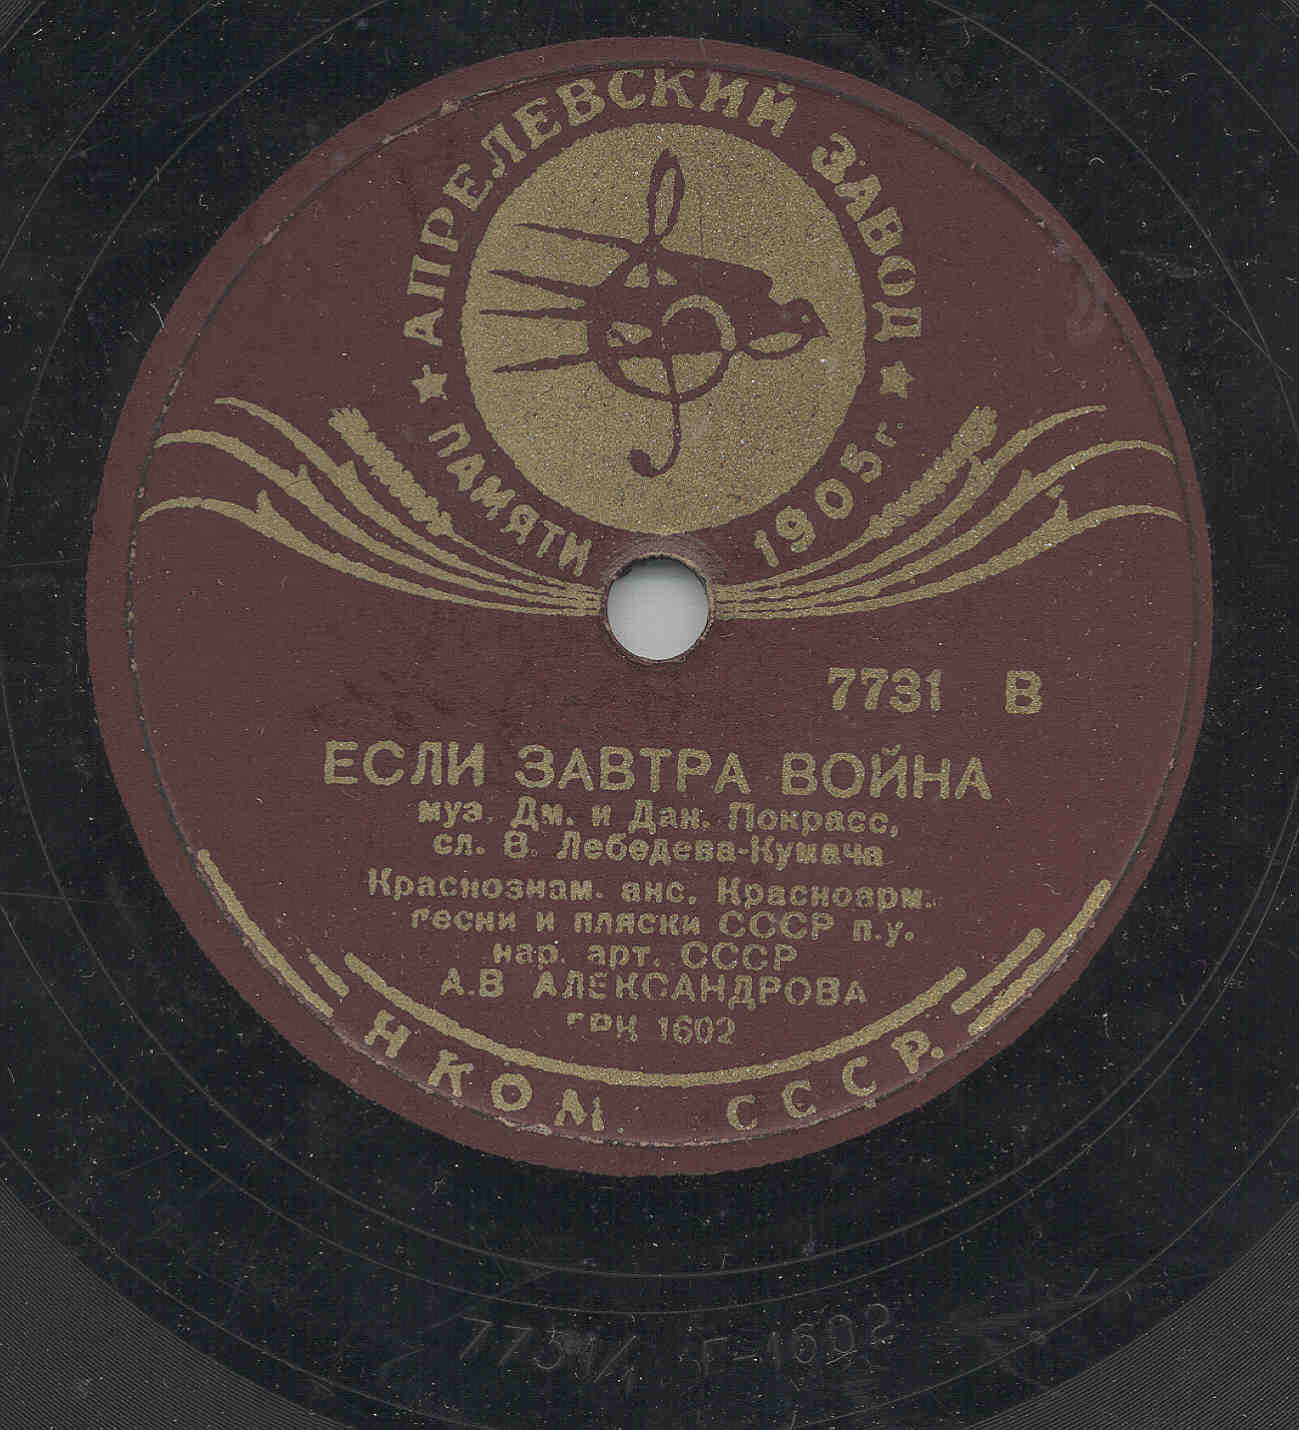 АПРЕЛЕВСКИЙ ЗАВОД
ПАМЯТИ 1905 г.
7731 В
ЕСЛИ ЗАВТРА ВОЙНА
муз. Дм. и Дан. Покрасс,
сл. В. Лебедева-Кумача
Краснознам. анс. Красноарм.
песни и пляски СССР п.у.
нар. арт. СССР
А.В АЛЕКСАНДРОВА
грк 1602
НКОМ СССР.
Г-1602